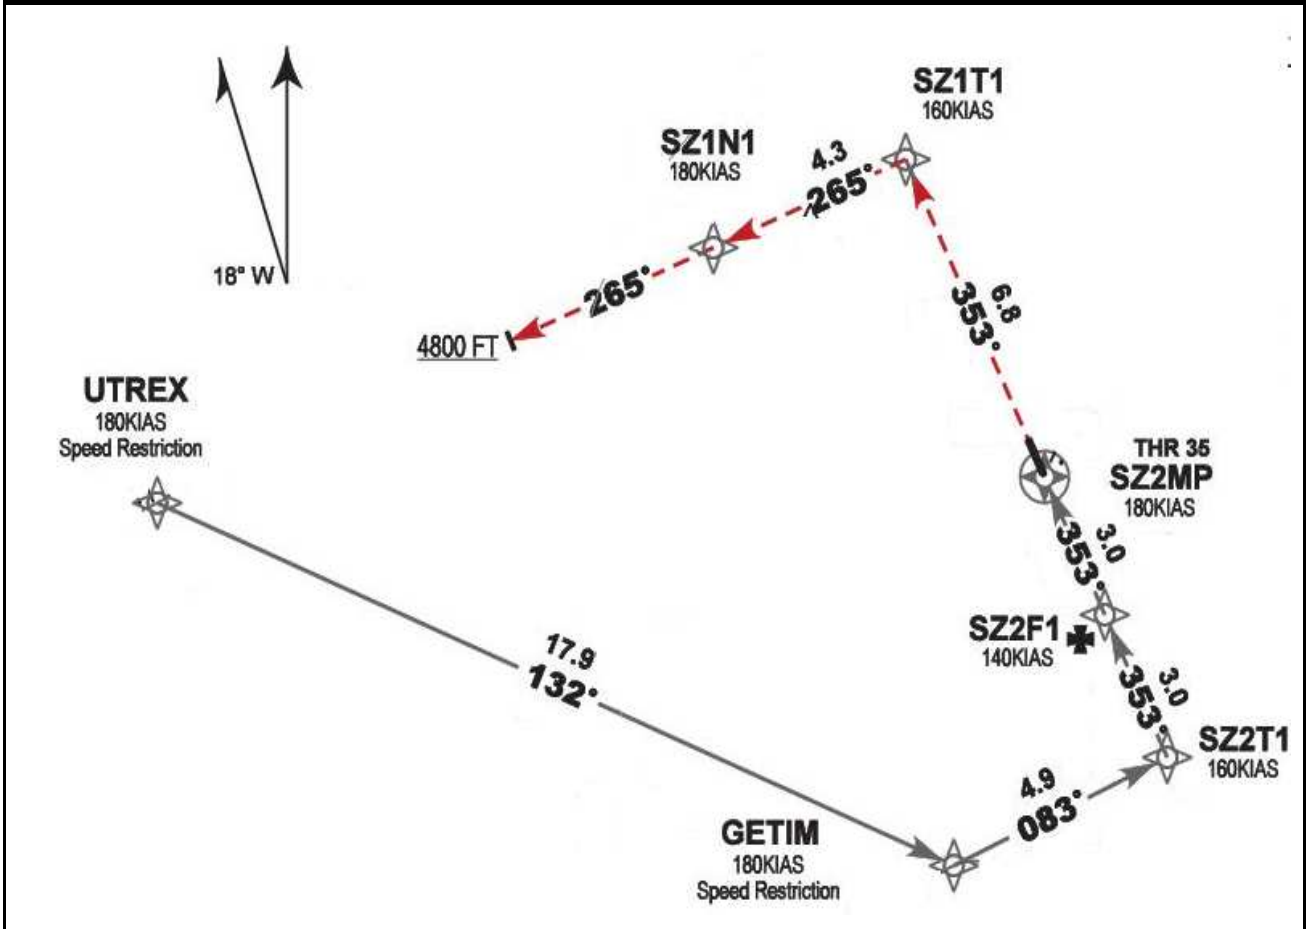 SZ1T1
160KIAS
SZ1N1
180KIAS
4.3
265°
265°
18° W
4800 FT
6.8
353°
UTREX
180KIAS
Speed Restriction
THR 35
SZ2MP
180KIAS
3.0
353°
SZ2F1
140KIAS
17.9
132°
3.0
353°
SZ2T1
160KIAS
4.9
083°
GETIM
180KIAS
Speed Restriction